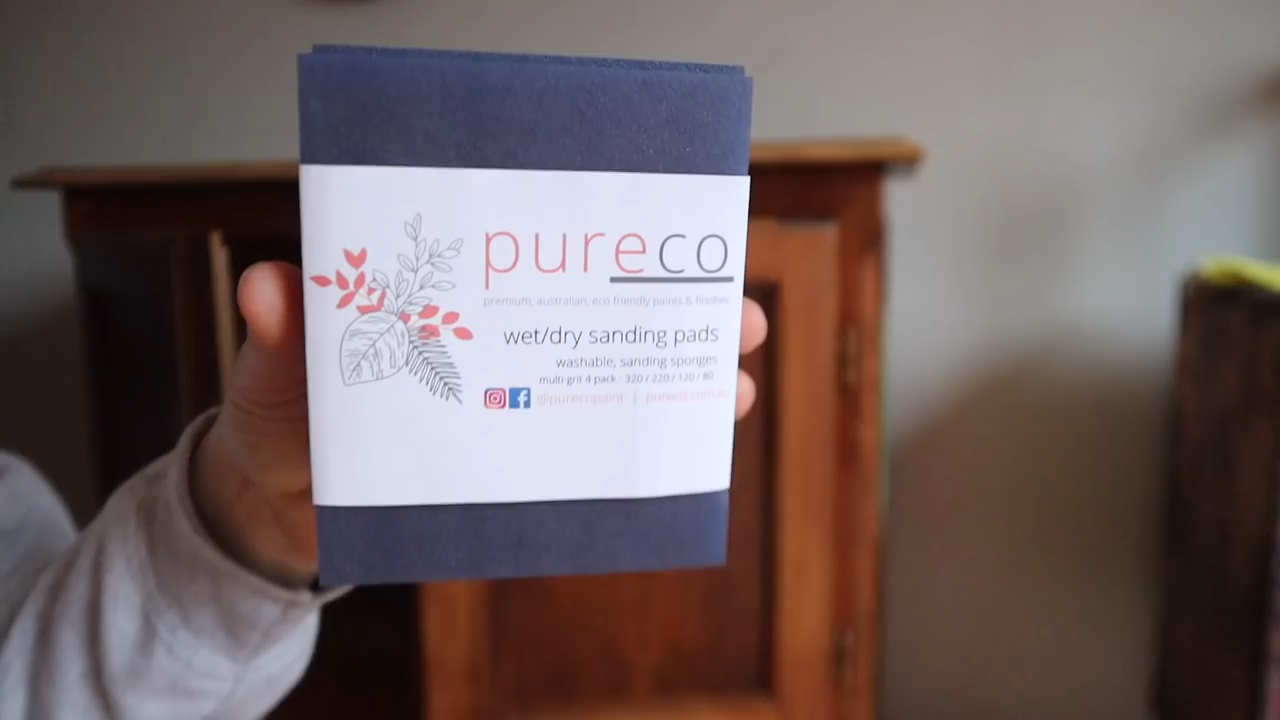 pureco
premium, australian, eco friendly paints & finishes
wet/dry sanding pads
washable, sanding sponges
multi grit 4 pack - 320 / 220 / 120 / 80
@purecopaint | pureco.com.au